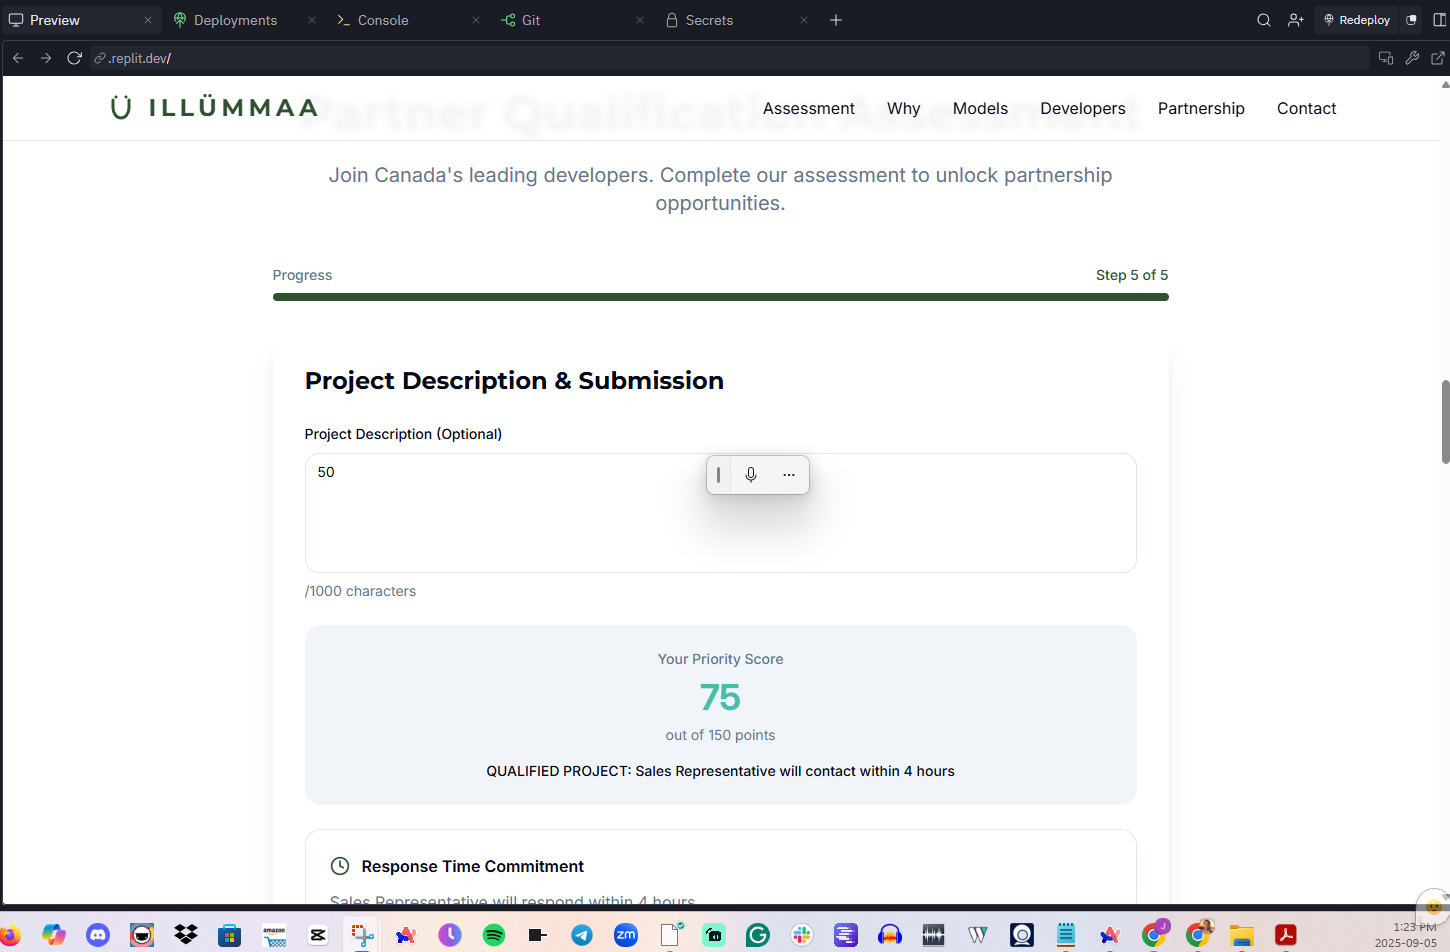 Preview
Deployments
Console
Git
Secrets
Redeploy
.replit.dev/
ILLÜMMAA
Partner Qualification Assessment
Assessment
Why
Models
Developers
Partnership
Contact
Join Canada's leading developers. Complete our assessment to unlock partnership
opportunities.
Progress
Step 5 of 5
Project Description & Submission
Project Description (Optional)
50
/1000 characters
Your Priority Score
75
out of 150 points
QUALIFIED PROJECT: Sales Representative will contact within 4 hours
Response Time Commitment
Sales Representative will respond within 4 hours
amazon
zm
1:23 PM
2025-09-05